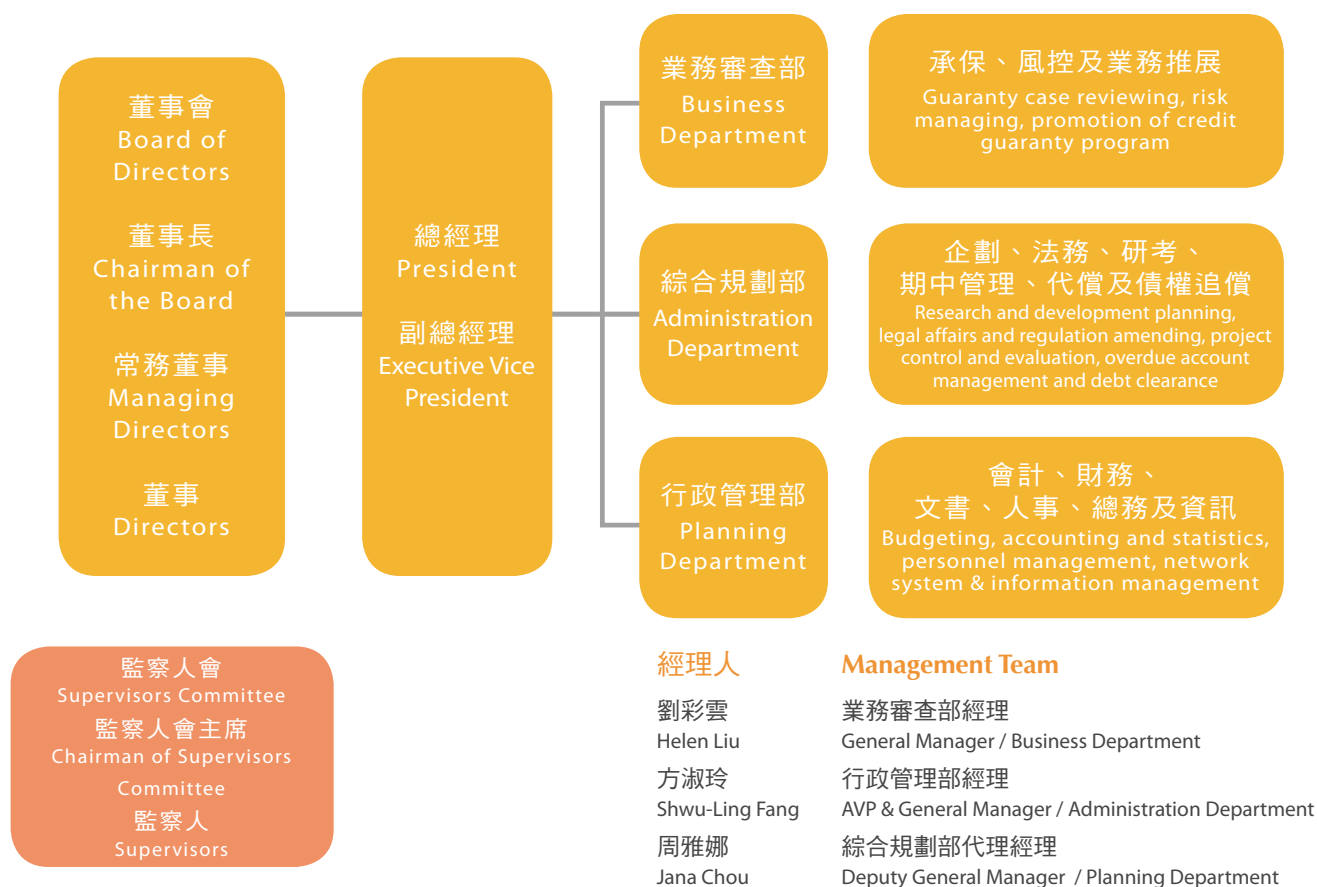 董事會
Board of
Directors
董事長
Chairman of
the Board
常務董事
Managing
Directors
董事
Directors
總經理
President
副總經理
Executive Vice
President
業務審查部
Business
Department
承保、風控及業務推展
Guaranty case reviewing, risk
managing, promotion of credit
guaranty program
綜合規劃部
Administration
Department
企劃、法務、研考、
期中管理、代償及債權追償
Research and development planning,
legal affairs and regulation amending, project
control and evaluation, overdue account
management and debt clearance
行政管理部
Planning
Department
會計、財務、
文書、人事、總務及資訊
Budgeting, accounting and statistics,
personnel management, network
system & information management
監察人會
Supervisors Committee
監察人會主席
Chairman of Supervisors
Committee
監察人
Supervisors
經理人 Management Team
劉彩雲 業務審查部經理
Helen Liu General Manager / Business Department
方淑玲 行政管理部經理
Shwu-Ling Fang AVP & General Manager / Administration Department
周雅娜 綜合規劃部代理經理
Jana Chou Deputy General Manager / Planning Department